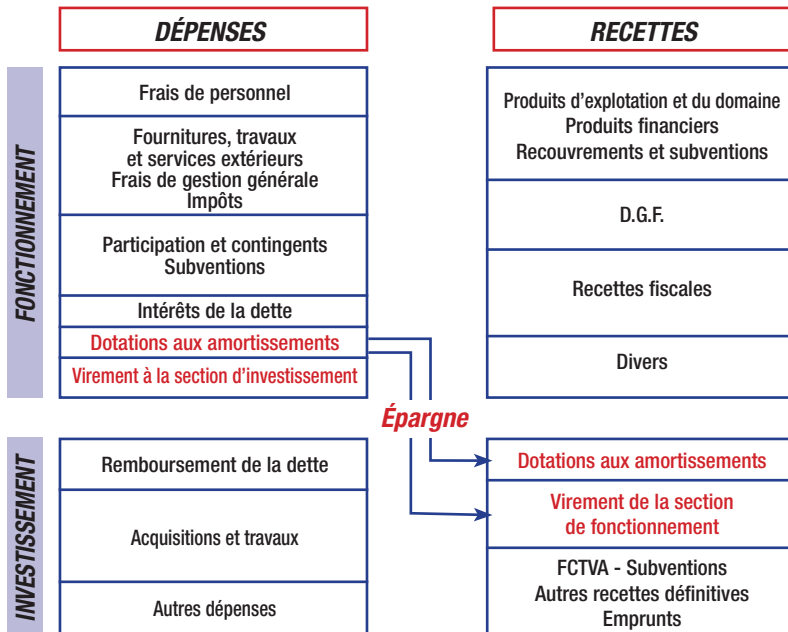 DÉPENSES
RECETTES
FONCTIONNEMENT
Frais de personnel
Fournitures, travaux
et services extérieurs
Frais de gestion générale
Impôts
Participation et contingents
Subventions
Intérêts de la dette
Dotations aux amortissements
Virement à la section d'investissement
Produits d'explotation et du domaine
Produits financiers
Recouvrements et subventions
D.G.F.
Recettes fiscales
Divers
Épargne
INVESTISSEMENT
Remboursement de la dette
Acquisitions et travaux
Autres dépenses
Dotations aux amortissements
Virement de la section
de fonctionnement
FCTVA - Subventions
Autres recettes définitives
Emprunts